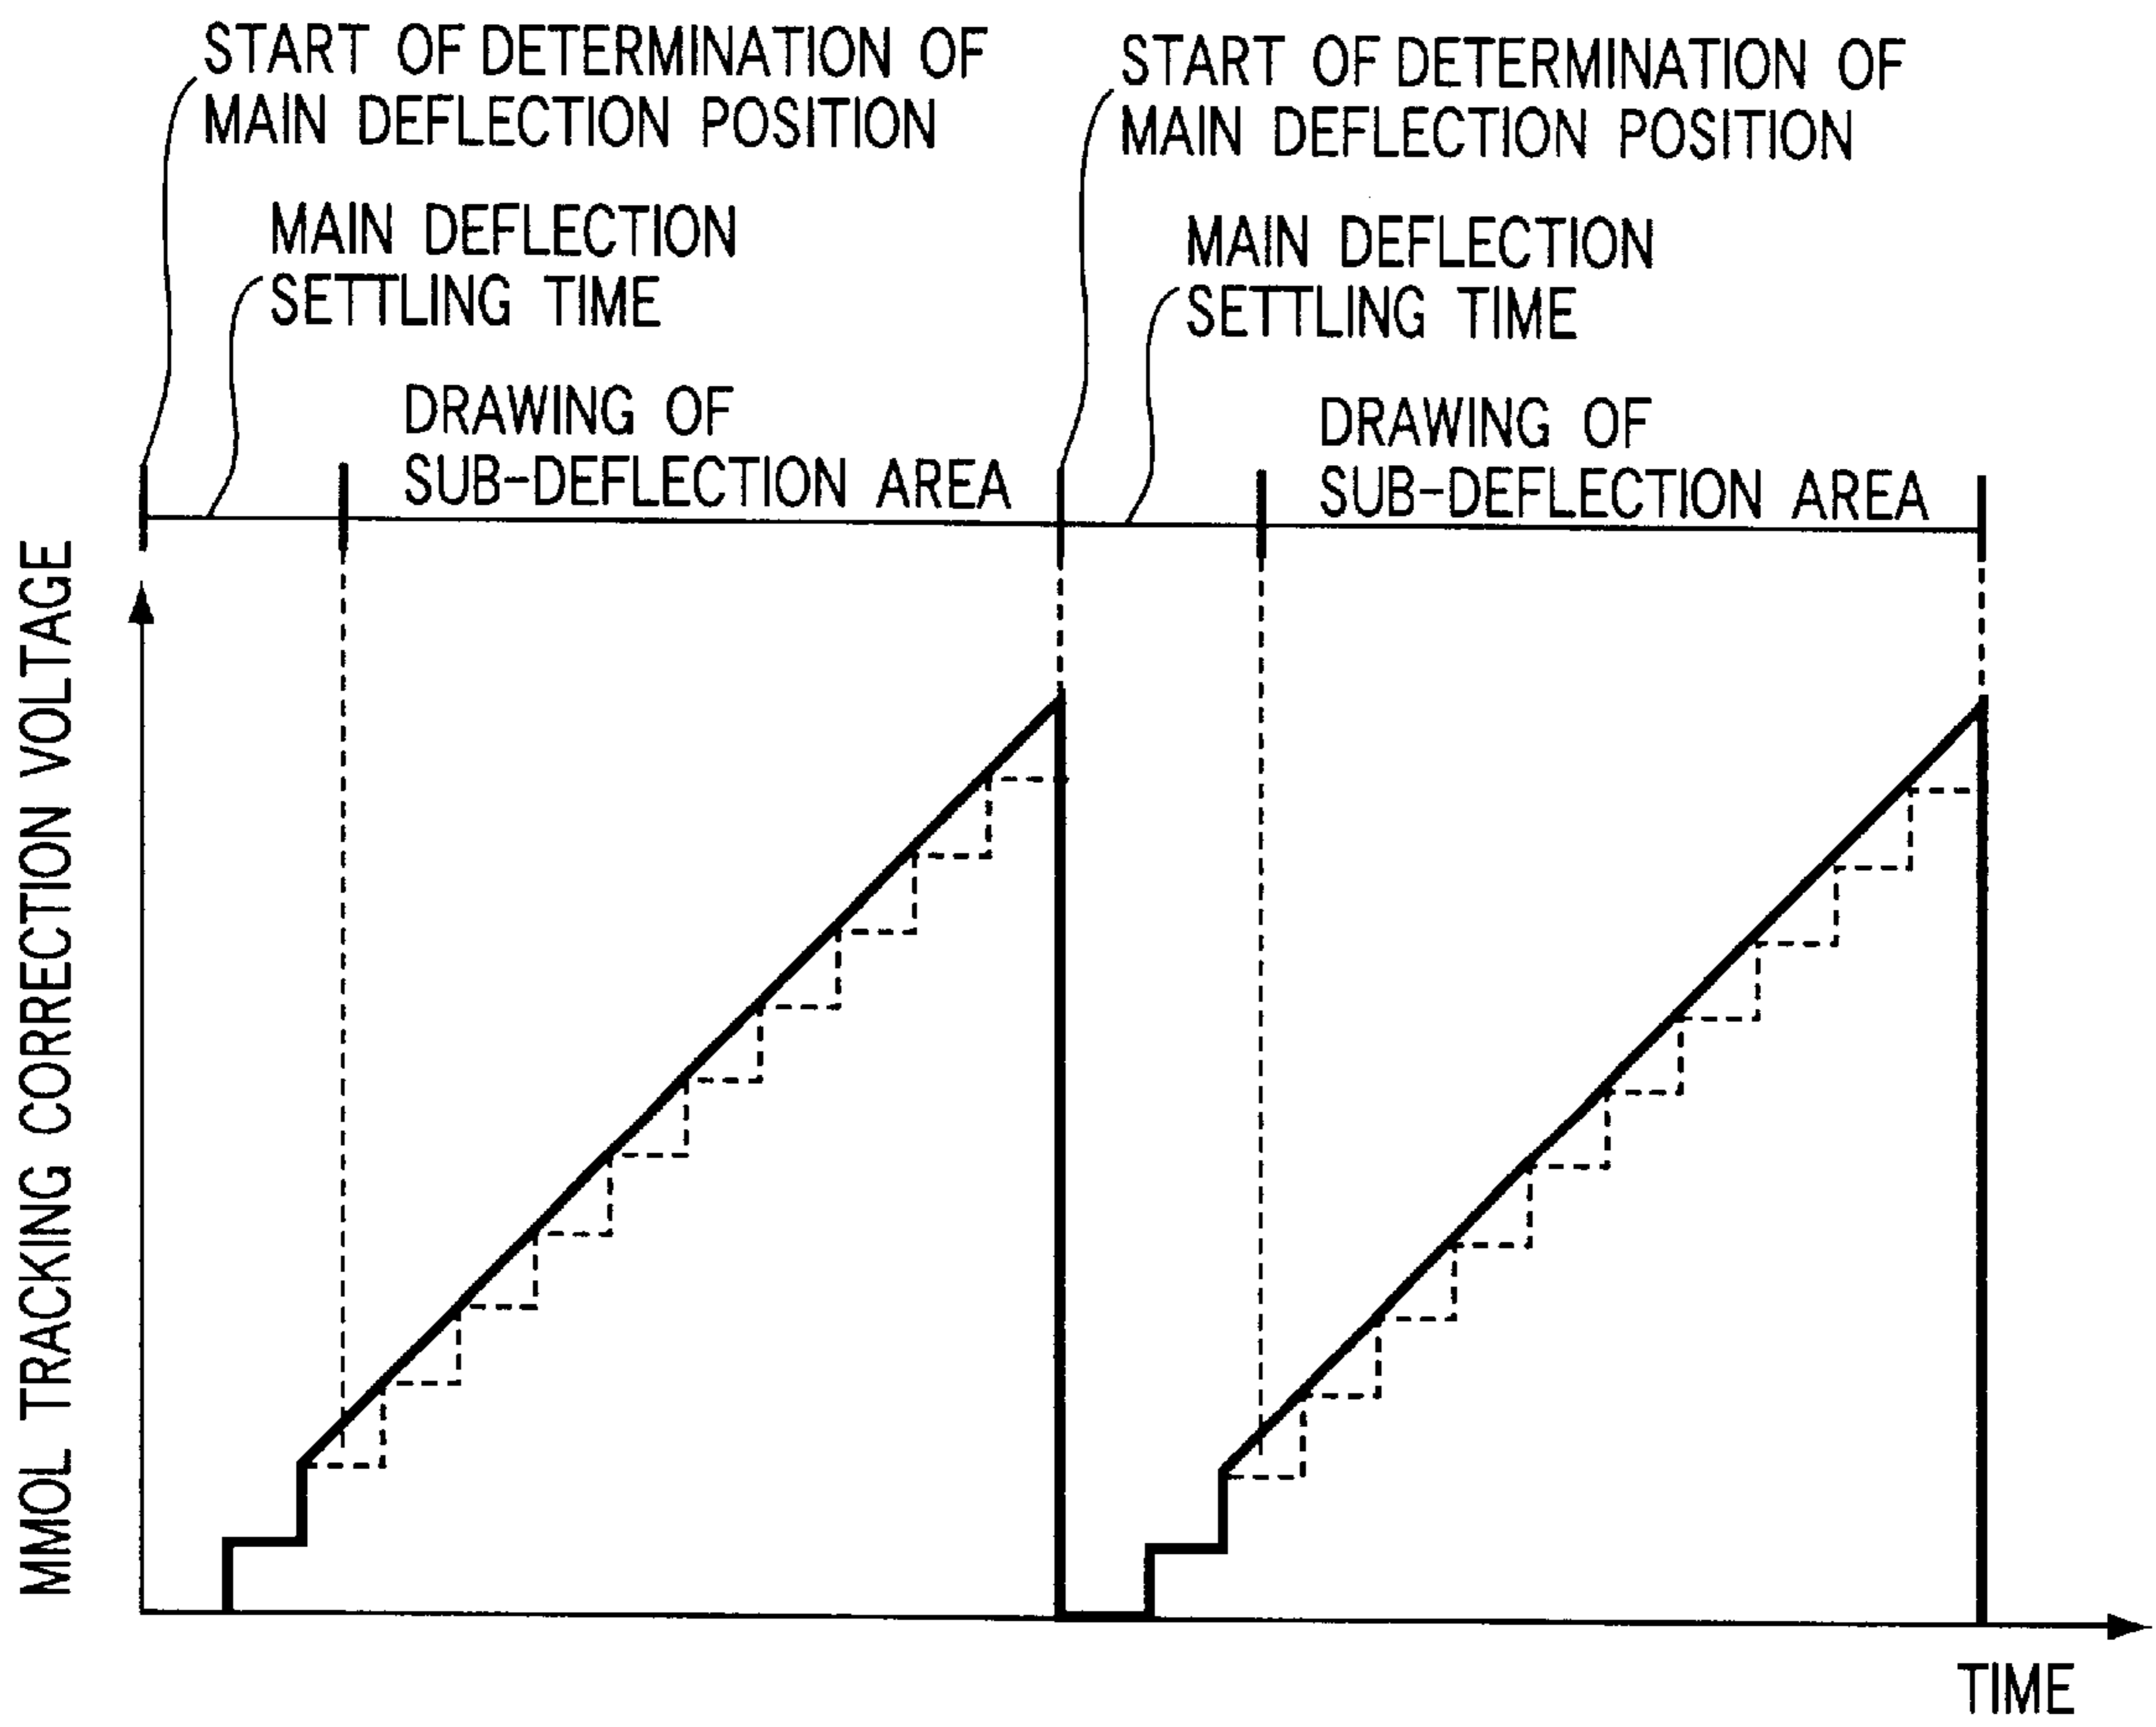 START OF DETERMINATION OF
MAIN DEFLECTION POSITION
MAIN DEFLECTION
SETTLING TIME
DRAWING OF
SUB-DEFLECTION AREA
START OF DETERMINATION OF
MAIN DEFLECTION POSITION
MAIN DEFLECTION
SETTLING TIME
DRAWING OF
SUB-DEFLECTION AREA
MMOL TRACKING CORRECTION VOLTAGE
TIME